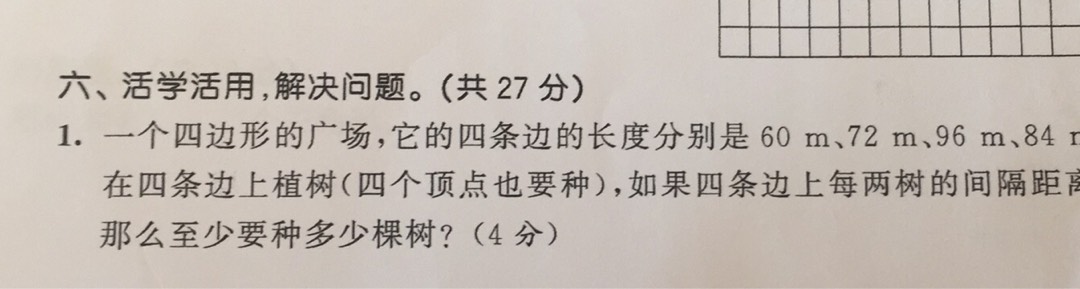 六、活学活用,解决问题。(共 27 分)
1. 一个四边形的广场,它的四条边的长度分别是 60 m、72 m、96 m、84
在四条边上植树(四个顶点也要种),如果四条边上每两树的间隔距
那么至少要种多少棵树?(4 分)